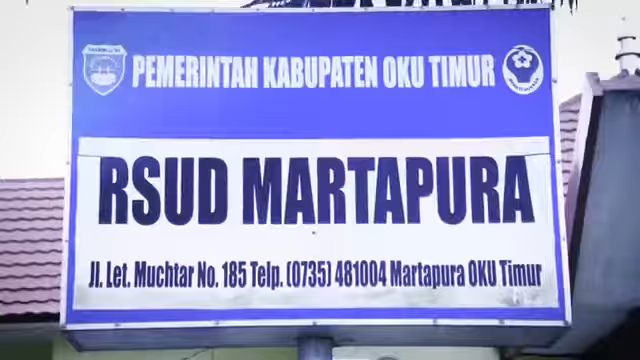 PEMERINTAH KABUPATEN OKU TIMUR
RSUD MARTAPURA
Jl. Let. Muchtar No. 185 Telp. (0735) 481004 Martapura OKU Timur